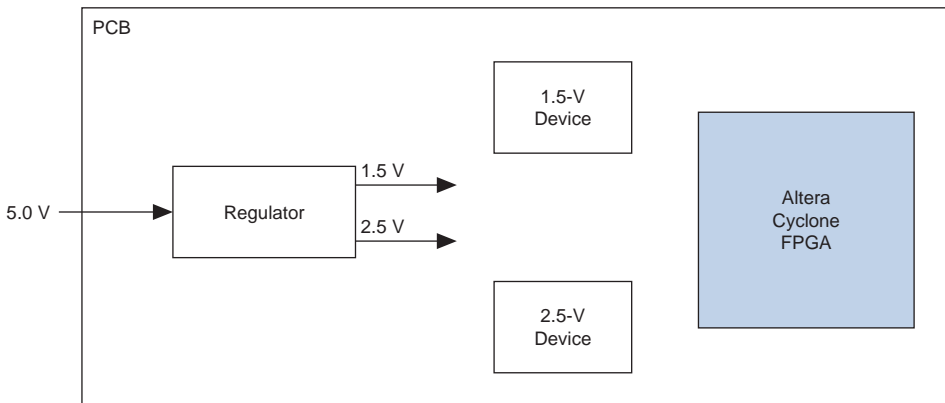 PCB
1.5-V
Device
1.5 V
5.0 V
Regulator
2.5 V
Altera
Cyclone
FPGA
2.5-V
Device